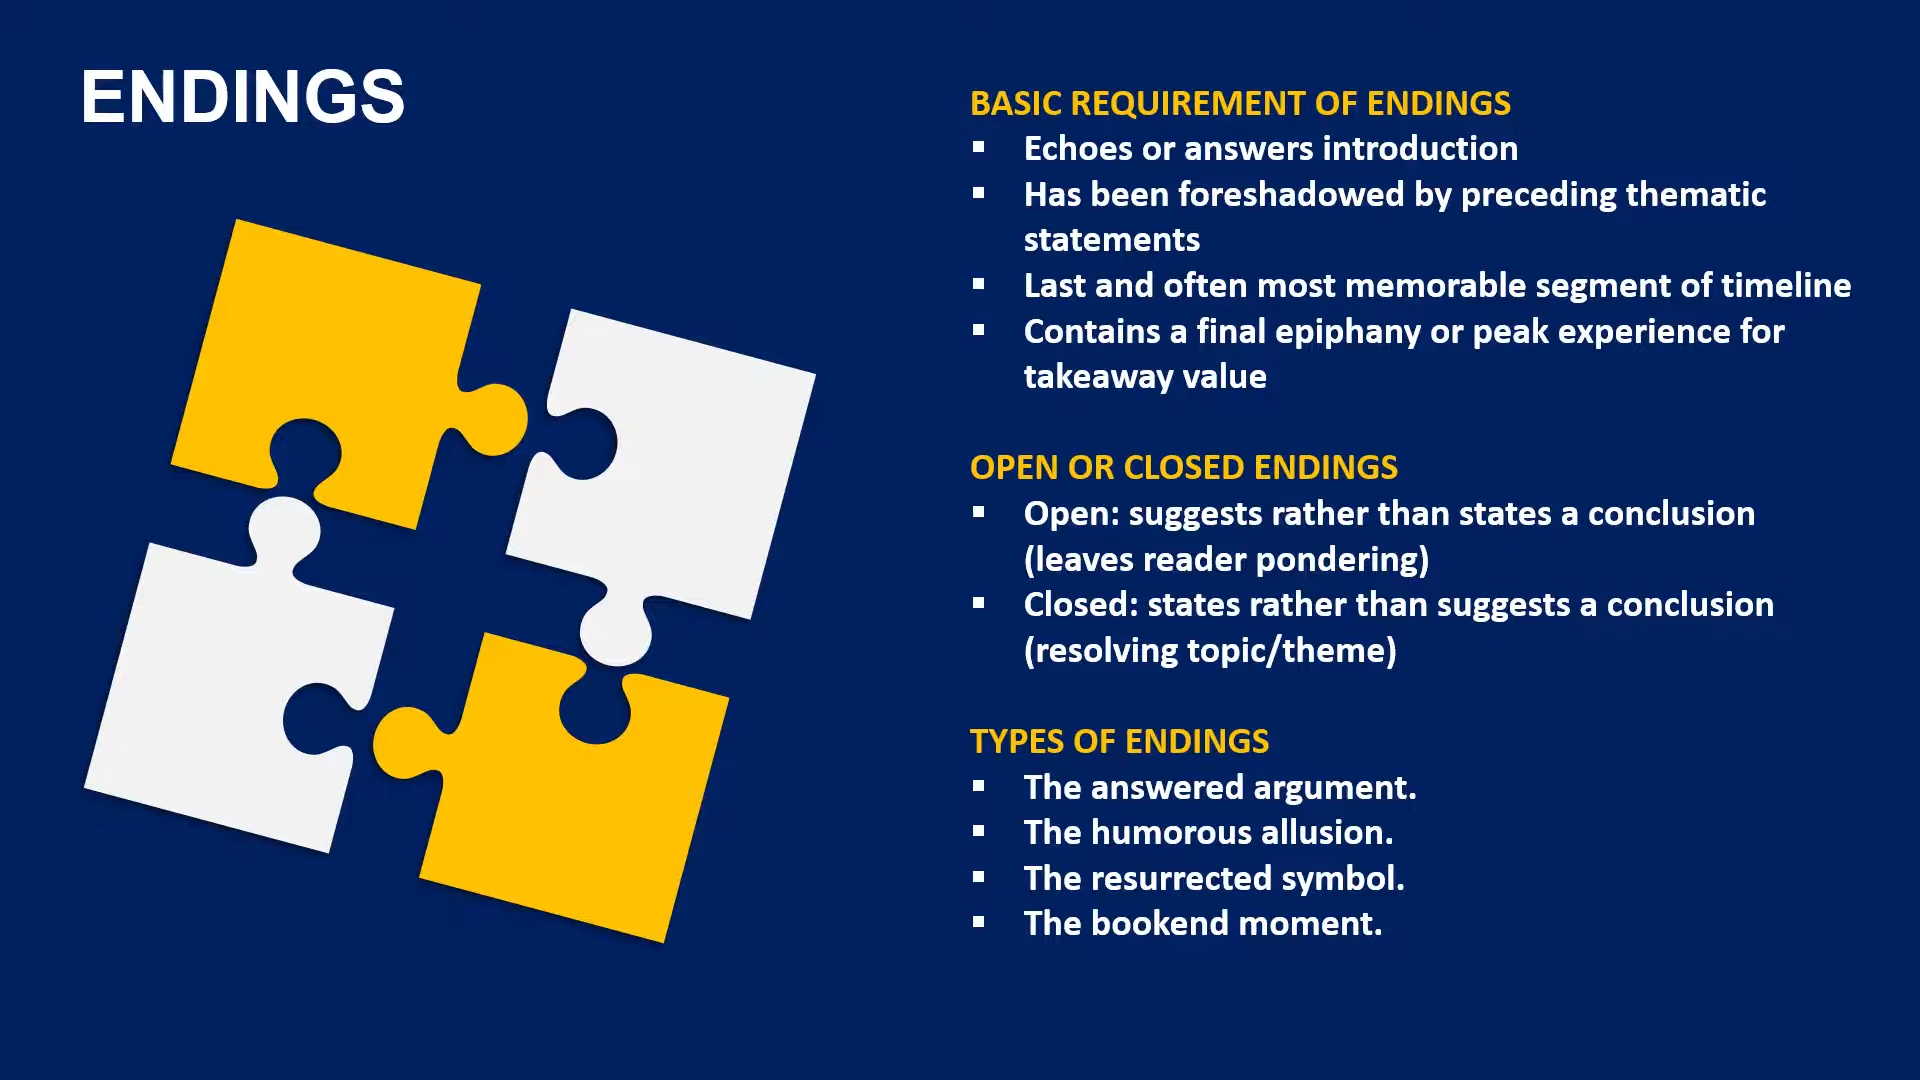 ENDINGS
BASIC REQUIREMENT OF ENDINGS
▪ Echoes or answers introduction
▪ Has been foreshadowed by preceding thematic
statements
▪ Last and often most memorable segment of timeline
▪ Contains a final epiphany or peak experience for
takeaway value
OPEN OR CLOSED ENDINGS
▪ Open: suggests rather than states a conclusion
(leaves reader pondering)
▪ Closed: states rather than suggests a conclusion
(resolving topic/theme)
TYPES OF ENDINGS
▪ The answered argument.
▪ The humorous allusion.
▪ The resurrected symbol.
▪ The bookend moment.